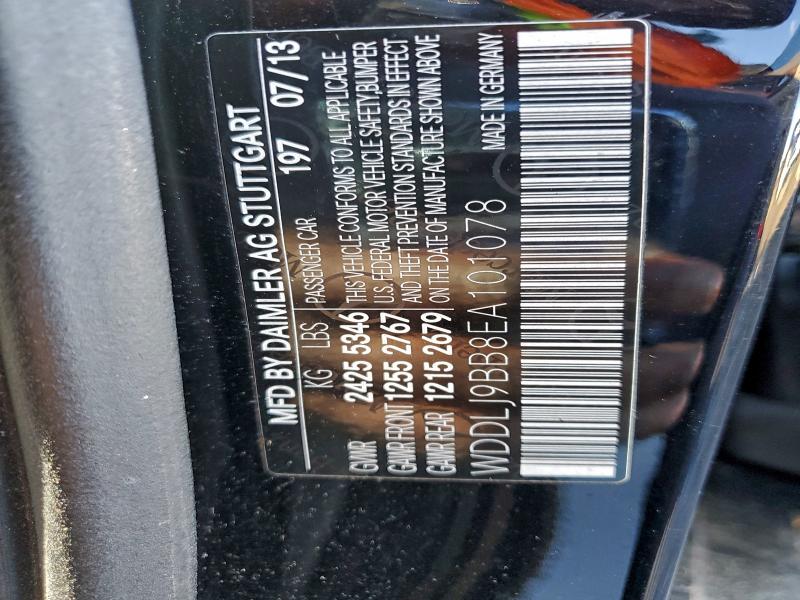 MFD BY DAIMLER AG STUTTGART
197 07/13
KG LBS PASSENGER CAR
GVWR 2425 5346 THIS VEHICLE CONFORMS TO ALL APPLICABLE
GAWR FRONT 1255 2767 U.S. FEDERAL MOTOR VEHICLE SAFETY, BUMPER
GAWR REAR 1215 2679 AND THEFT PREVENTION STANDARDS IN EFFECT
ON THE DATE OF MANUFACTURE SHOWN ABOVE
WDDLJ9BB8EA101078 MADE IN GERMANY